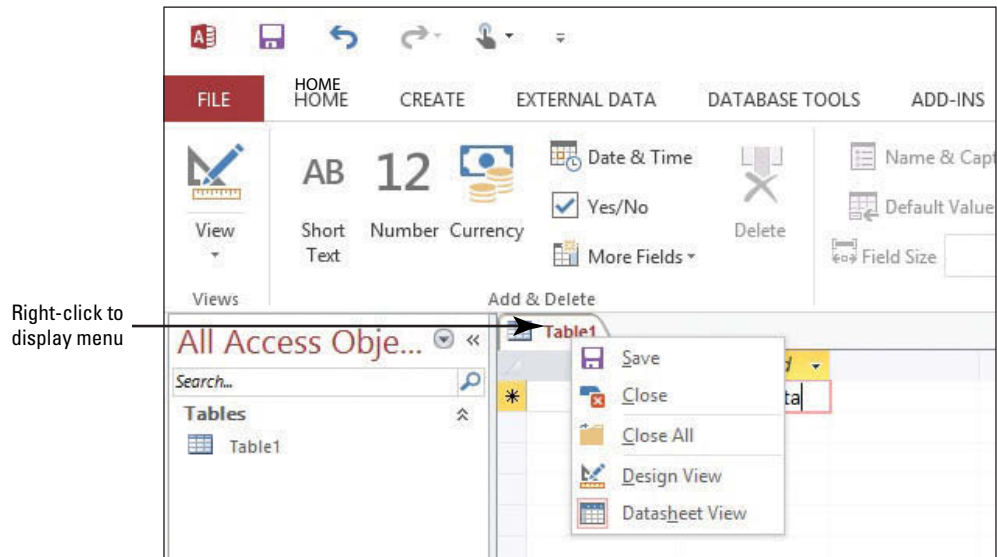 HOME
FILE HOME CREATE EXTERNAL DATA DATABASE TOOLS ADD-INS
AB 12 Date & Time Name & Capt
Yes/No Default Value
View Short Text Number Currency Delete
More Fields Field Size
Views Add & Delete
Right-click to
display menu
All Access Obje... «
Table1
Search...
Tables
Table1
d
ta
Save
Close
Close All
Design View
Datasheet View